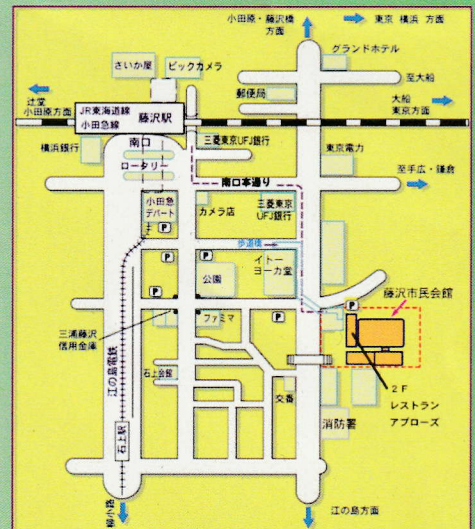 小田原・藤沢橋
方面
東京 横浜 方面
グランドホテル
さいか屋
ビックカメラ
至大船
郵便局
辻堂
小田原方面
JR東海道線
小田急線
藤沢駅
大船
東京方面
横浜銀行
南口
三菱東京UFJ銀行
東京電力
ロータリー
南口本通り
至手広・鎌倉
小田急
デパート
カメラ店
三菱東京
UFJ銀行
P
歩道橋
P
P
イトー
ヨーカ堂
公園
P
P
藤沢市民会館
三浦藤沢
信用金庫
ファミマ
P
江の島電鉄
石上会館
2F
レストラン
アプローズ
交番
消防署
石上駅
柳小路
江の島方面